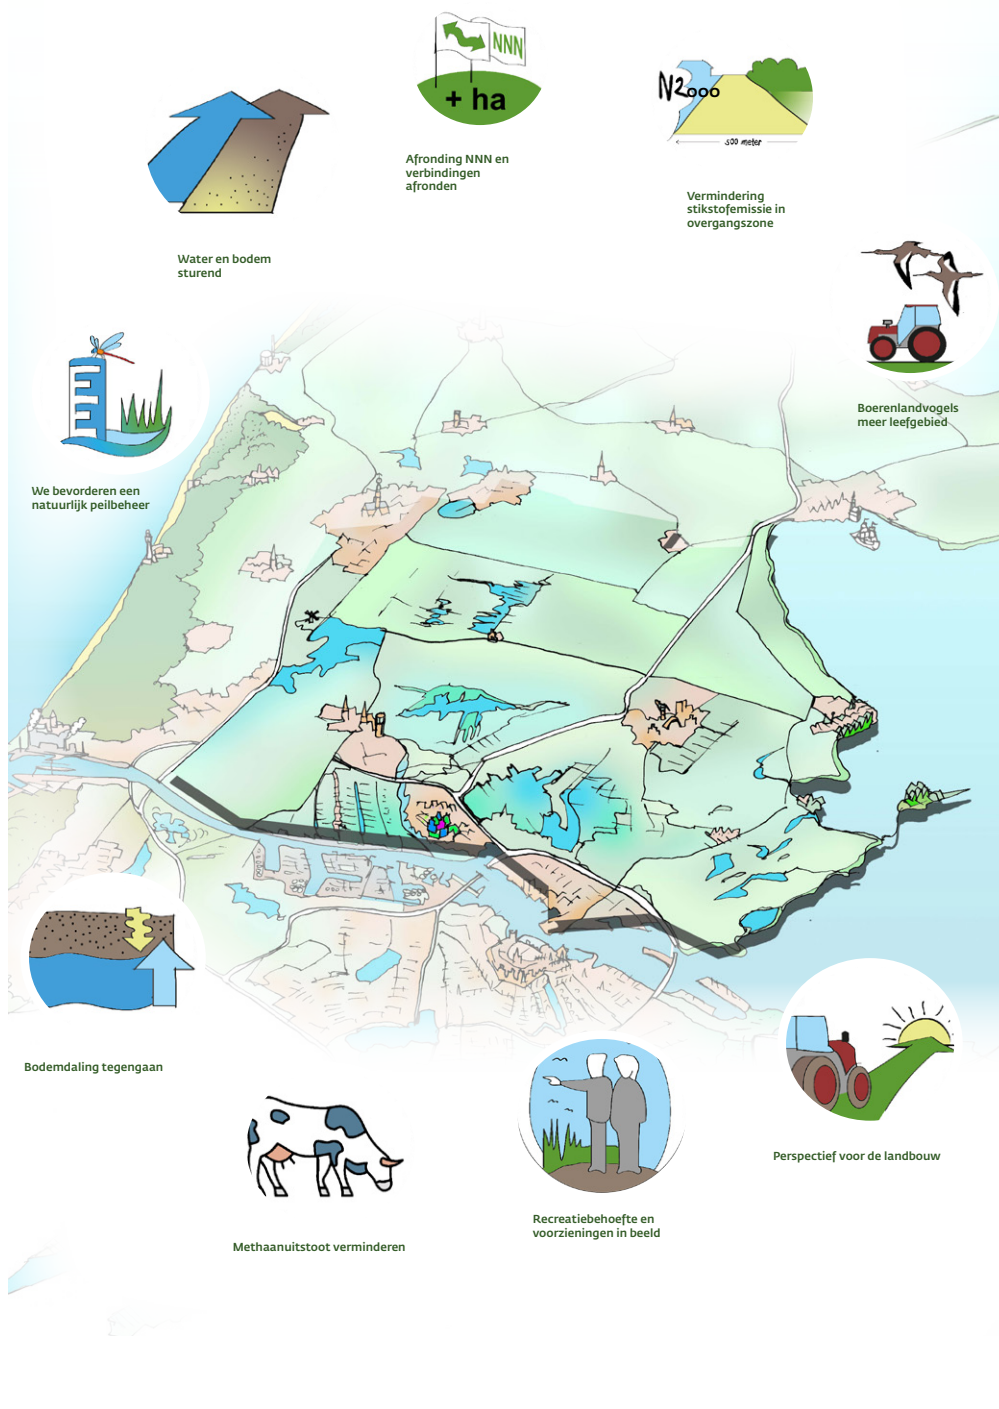 NNN
+ ha
N2000
500 meter
Afronding NNN en
verbindingen
afronden
Vermindering
stikstofemissie in
overgangszone
Water en bodem
sturend
Boerenlandvogels
meer leefgebied
We bevorderen een
natuurlijk peilbeheer
Bodemdaling tegengaan
Perspectief voor de landbouw
Recreatiebehoefte en
voorzieningen in beeld
Methaanuitstoot verminderen